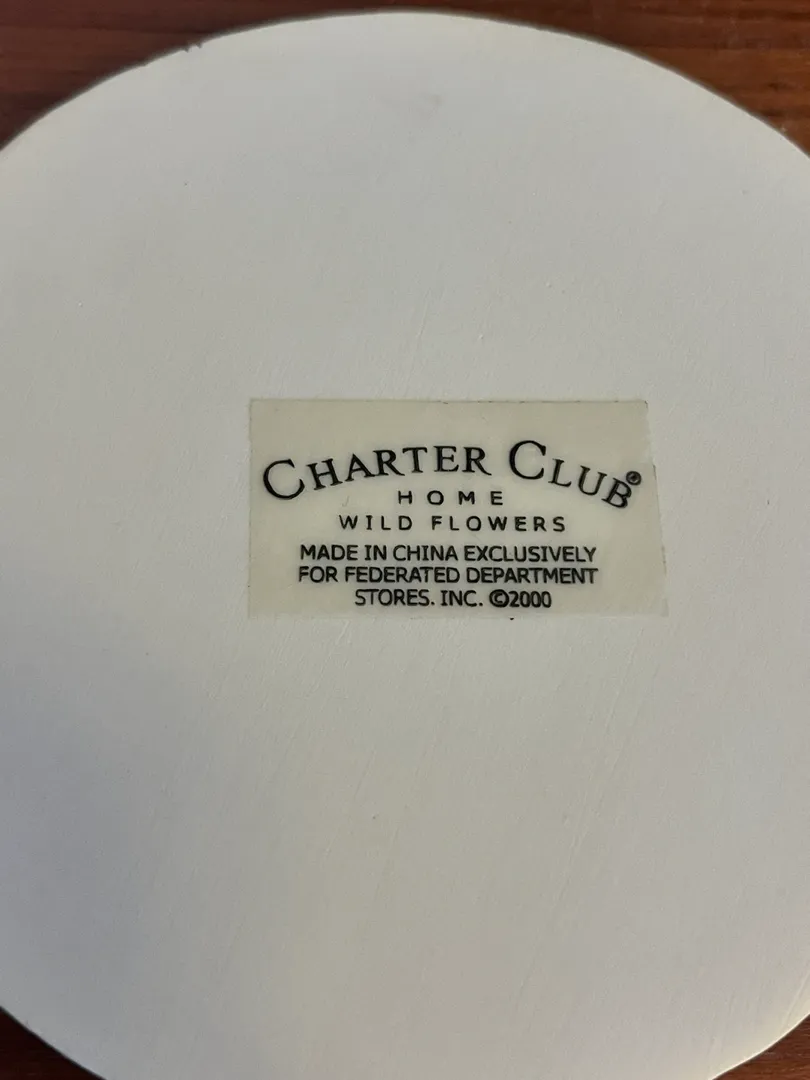 CHARTER CLUB®
HOME
WILD FLOWERS
MADE IN CHINA EXCLUSIVELY
FOR FEDERATED DEPARTMENT
STORES. INC. ©2000